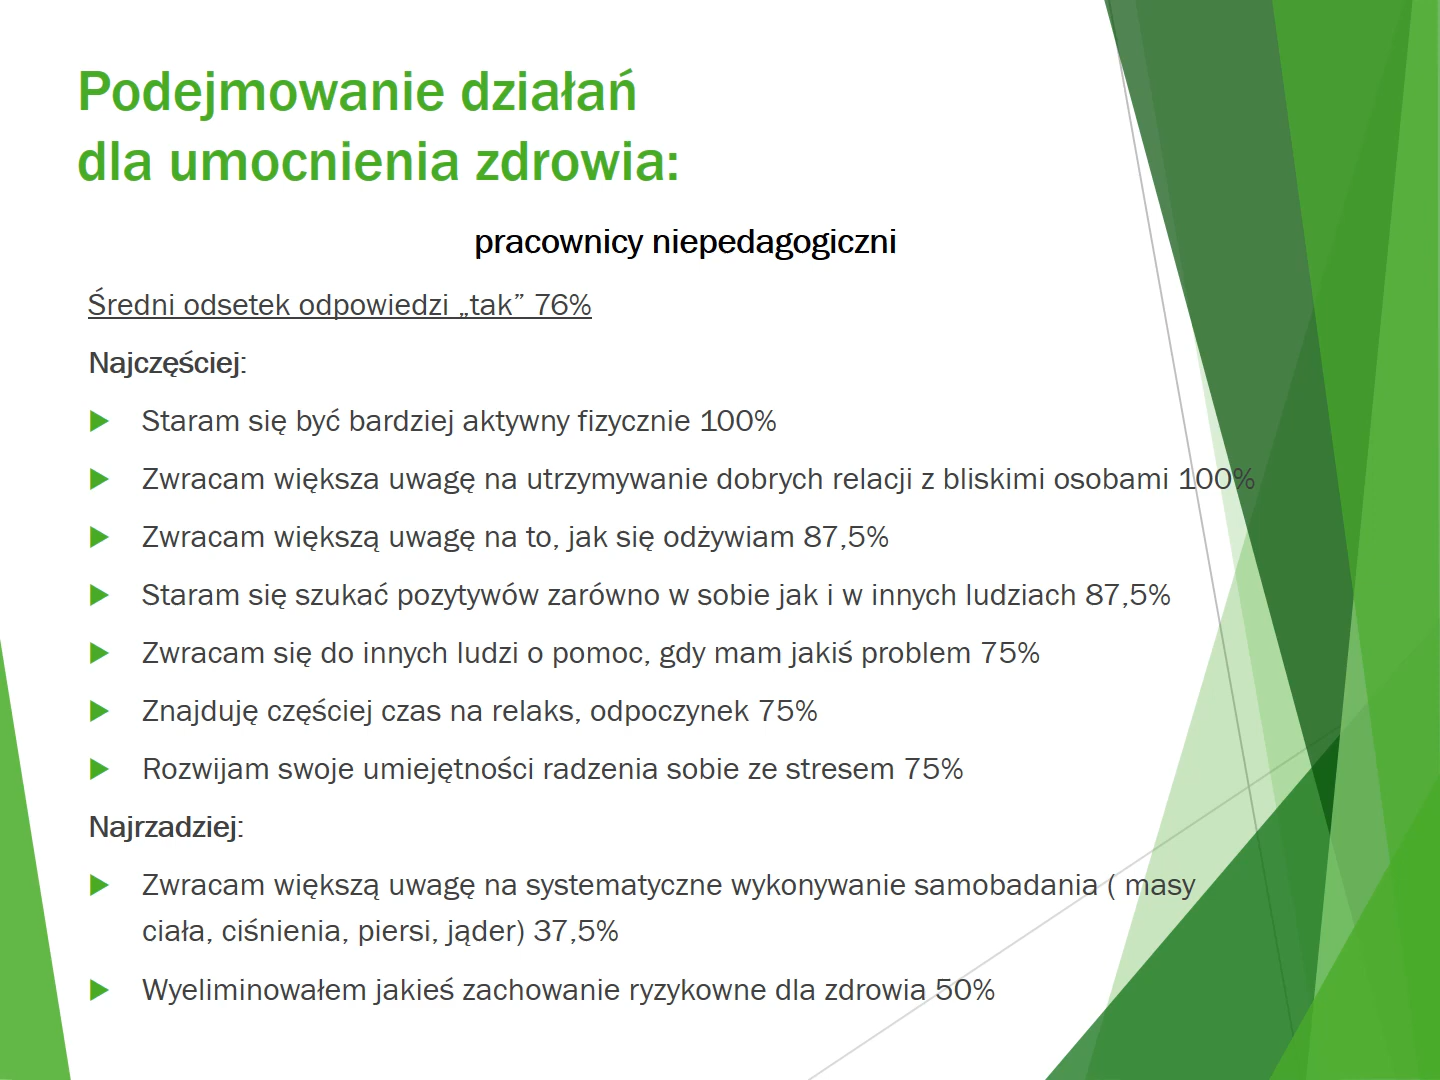 Podejmowanie działań
dla umocnienia zdrowia:
pracownicy niepedagogiczni
Średni odsetek odpowiedzi „tak” 76%
Najczęściej:
Staram się być bardziej aktywny fizycznie 100%
Zwracam większa uwagę na utrzymywanie dobrych relacji z bliskimi osobami 100%
Zwracam większą uwagę na to, jak się odżywiam 87,5%
Staram się szukać pozytywów zarówno w sobie jak i w innych ludziach 87,5%
Zwracam się do innych ludzi o pomoc, gdy mam jakiś problem 75%
Znajduję częściej czas na relaks, odpoczynek 75%
Rozwijam swoje umiejętności radzenia sobie ze stresem 75%
Najrzadziej:
Zwracam większą uwagę na systematyczne wykonywanie samobadania ( masy
ciała, ciśnienia, piersi, jąder) 37,5%
Wyeliminowałem jakieś zachowanie ryzykowne dla zdrowia 50%